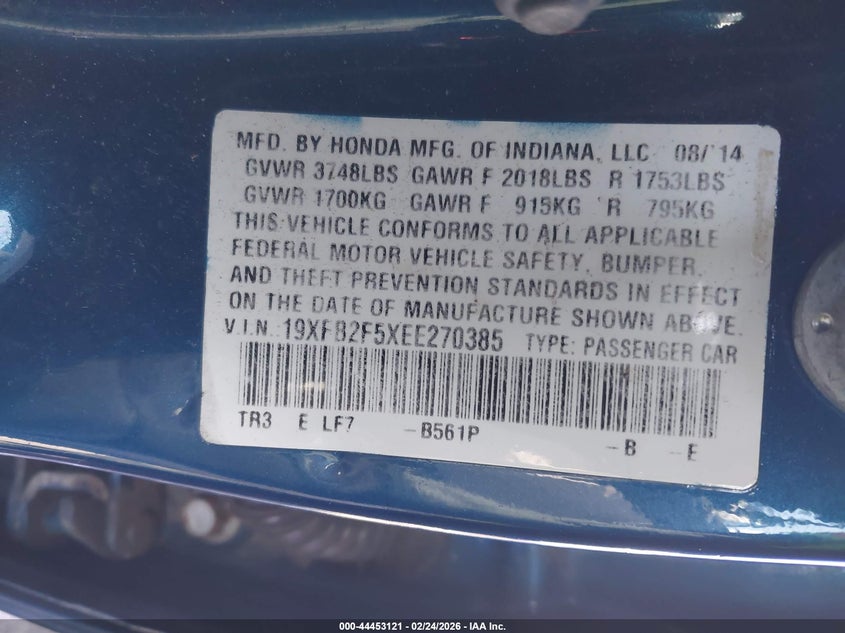 MFD. BY HONDA MFG. OF INDIANA, LLC 08/'14
GVWR 3748LBS GAWR F 2018LBS R 1753LBS
GVWR 1700KG GAWR F 915KG R 795KG
THIS VEHICLE CONFORMS TO ALL APPLICABLE
FEDERAL MOTOR VEHICLE SAFETY, BUMPER,
AND THEFT PREVENTION STANDARDS IN EFFECT
ON THE DATE OF MANUFACTURE SHOWN ABOVE.
V.I.N.:19XFB2F5XEE270385 TYPE: PASSENGER CAR
TR3 E LF7 -B561P -B -E
000-44453121 - 02/24/2026 - IAA Inc.